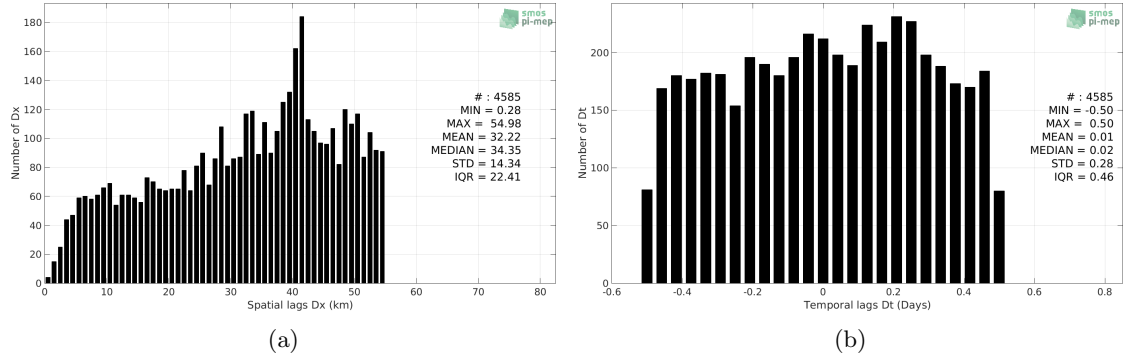 180
160
140
120
100
80
60
40
20
0
Number of Dx
0 10 20 30 40 50 60 70 80
Spatial lags Dx (km)
smos
pi-mep
# : 4585
MIN = 0.28
MAX = 54.98
MEAN = 32.22
MEDIAN = 34.35
STD = 14.34
IQR = 22.41
(a)
200
150
100
50
0
Number of Dt
-0.6 -0.4 -0.2 0 0.2 0.4 0.6 0.8
Temporal lags Dt (Days)
smos
pi-mep
# : 4585
MIN = -0.50
MAX = 0.50
MEAN = 0.01
MEDIAN = 0.02
STD = 0.28
IQR = 0.46
(b)